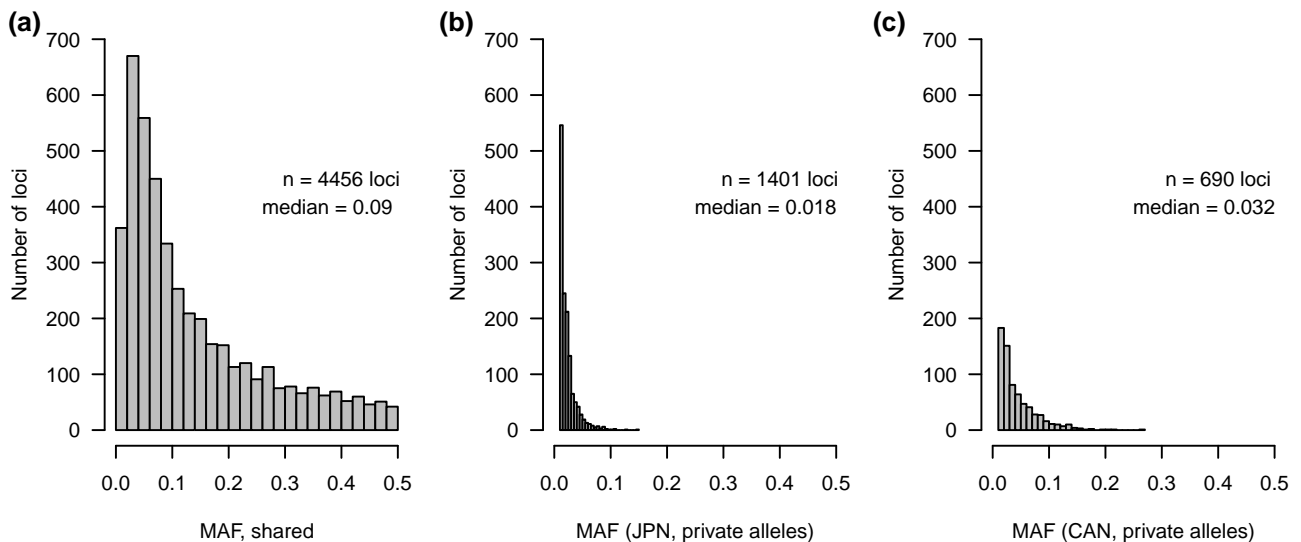 (a)
700
600
500
400
300
200
100
0
Number of loci
n = 4456 loci
median = 0.09
0.0 0.1 0.2 0.3 0.4 0.5
MAF, shared
(b)
700
600
500
400
300
200
100
0
Number of loci
n = 1401 loci
median = 0.018
0.0 0.1 0.2 0.3 0.4 0.5
MAF (JPN, private alleles)
(c)
700
600
500
400
300
200
100
0
Number of loci
n = 690 loci
median = 0.032
0.0 0.1 0.2 0.3 0.4 0.5
MAF (CAN, private alleles)